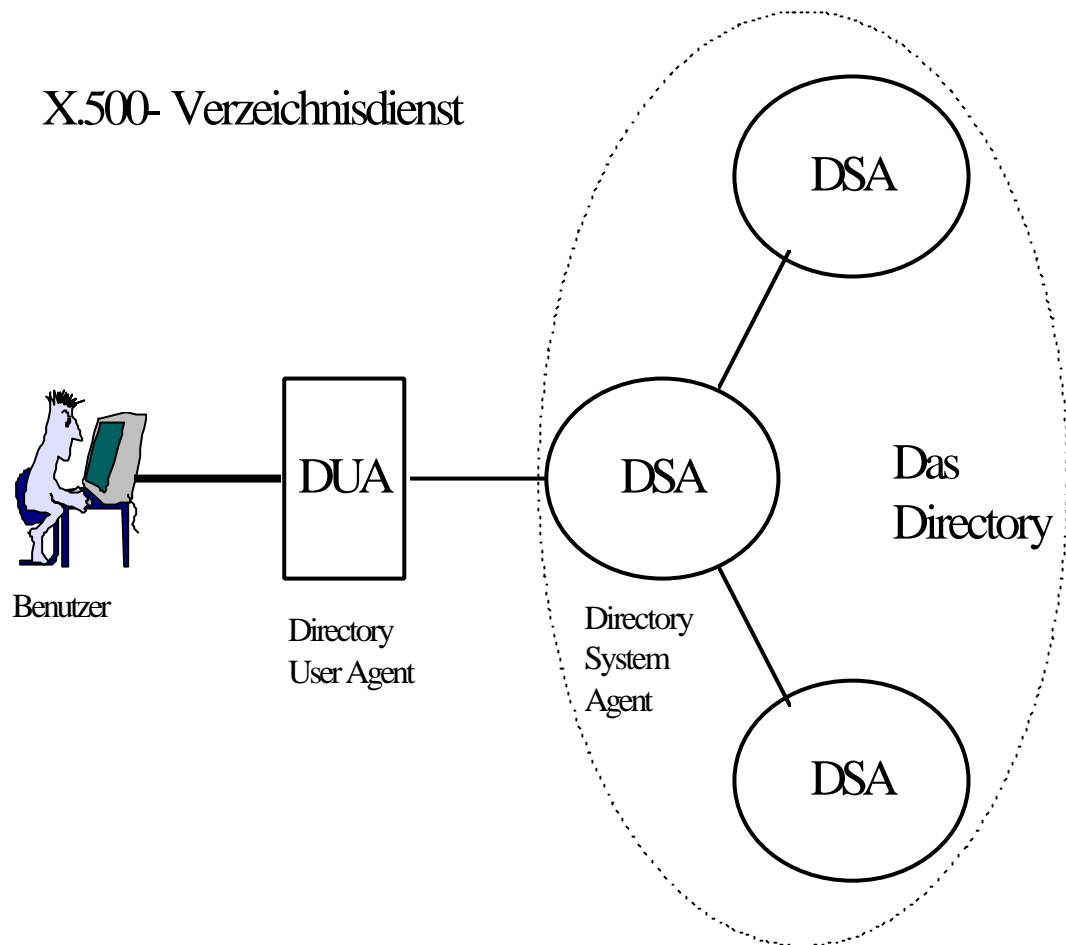 X.500- Verzeichnisdienst
DSA
DUA
DSA
Das
Directory
Benutzer
Directory
User Agent
Directory
System
Agent
DSA